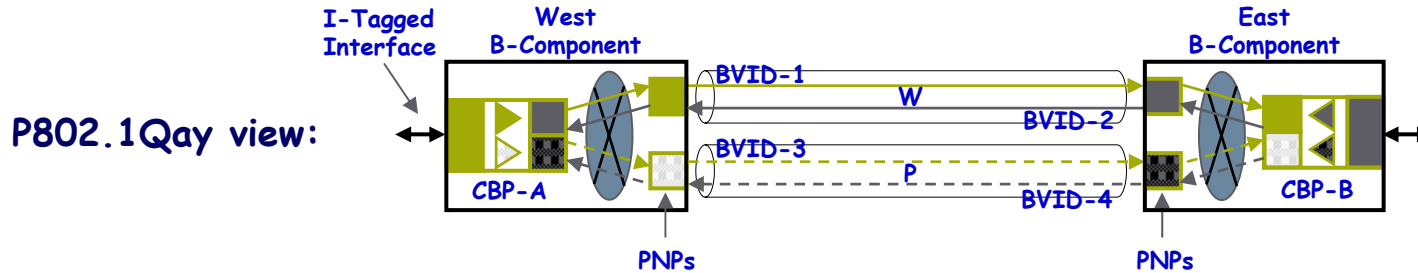 I-Tagged
Interface
West
B-Component
East
B-Component
P802.1Qay view:
BVID-1
W
BVID-2
BVID-3
P
BVID-4
CBP-A
CBP-B
PNPs
PNPs